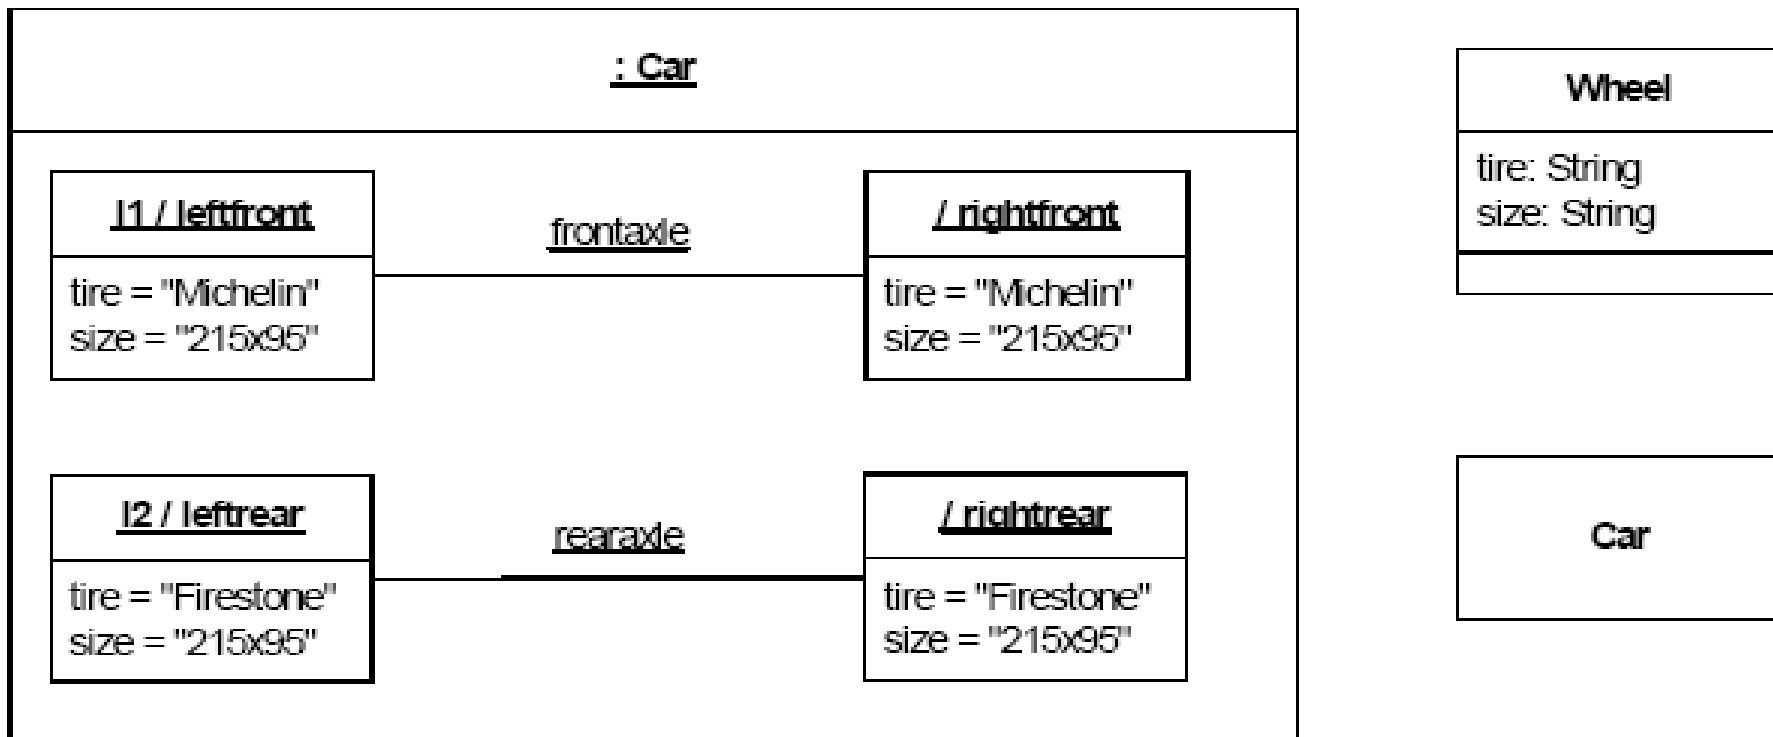 : Car
l1 / leftfront
frontaxle
/ rightfront
tire = "Michelin"
size = "215x95"
tire = "Michelin"
size = "215x95"
l2 / leftrear
rearaxle
/ rightrear
tire = "Firestone"
size = "215x95"
tire = "Firestone"
size = "215x95"
Wheel
tire: String
size: String
Car